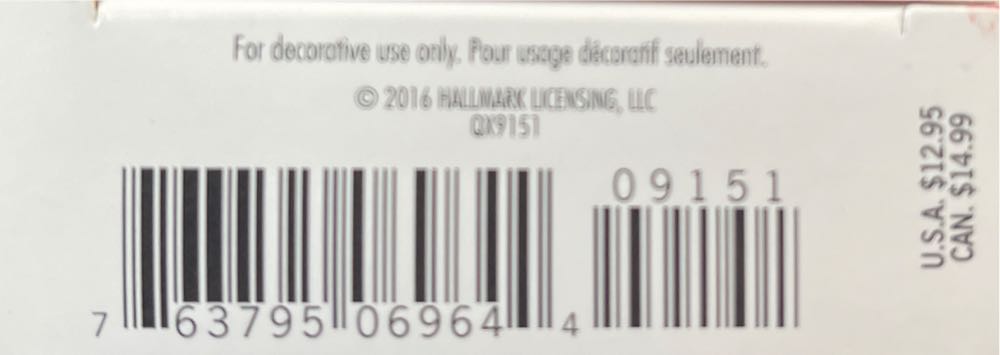 For decorative use only. Pour usage décoratif seulement.
© 2016 HALLMARK LICENSING, LLC
QX9151
09151
7 63795 06964 4
U.S.A. $12.95
CAN. $14.99